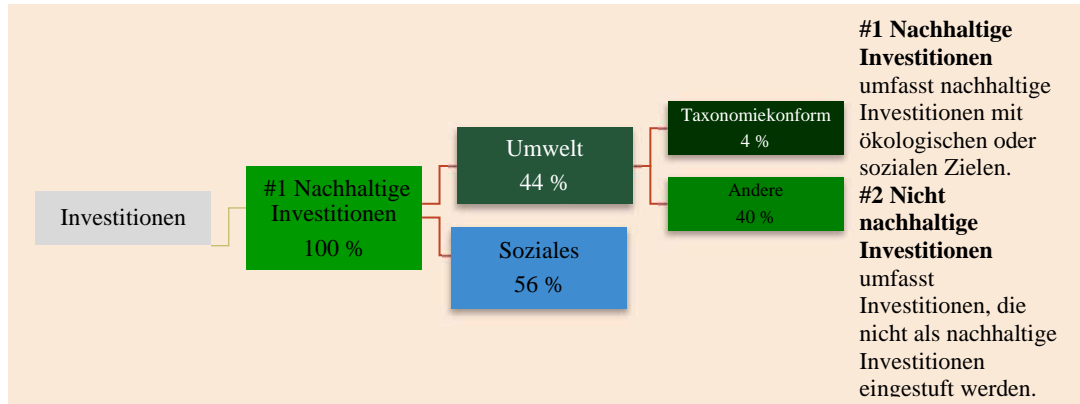 Investitionen
#1 Nachhaltige
Investitionen
100 %
Umwelt
44 %
Soziales
56 %
Taxonomiekonform
4 %
Andere
40 %
#1 Nachhaltige
Investitionen
umfasst nachhaltige
Investitionen mit
ökologischen oder
sozialen Zielen.
#2 Nicht
nachhaltige
Investitionen
umfasst
Investitionen, die
nicht als nachhaltige
Investitionen
eingestuft werden.